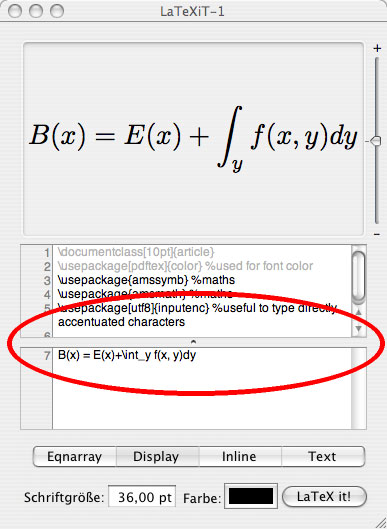 LaTeXiT-1
+
B(x) = E(x) + ∫_y f(x, y)dy
-
1 \documentclass[10pt]{article}
2 \usepackage[pdftex]{color} %used for font color
3 \usepackage{amssymb} %maths
4 \usepackage{amsmath} %maths
5 \usepackage[utf8]{inputenc} %useful to type directly
accentuated characters
6
7 B(x) = E(x)+\int_y f(x, y)dy
Eqnarray Display Inline Text
Schriftgröße: 36,00 pt Farbe: LaTeX it!